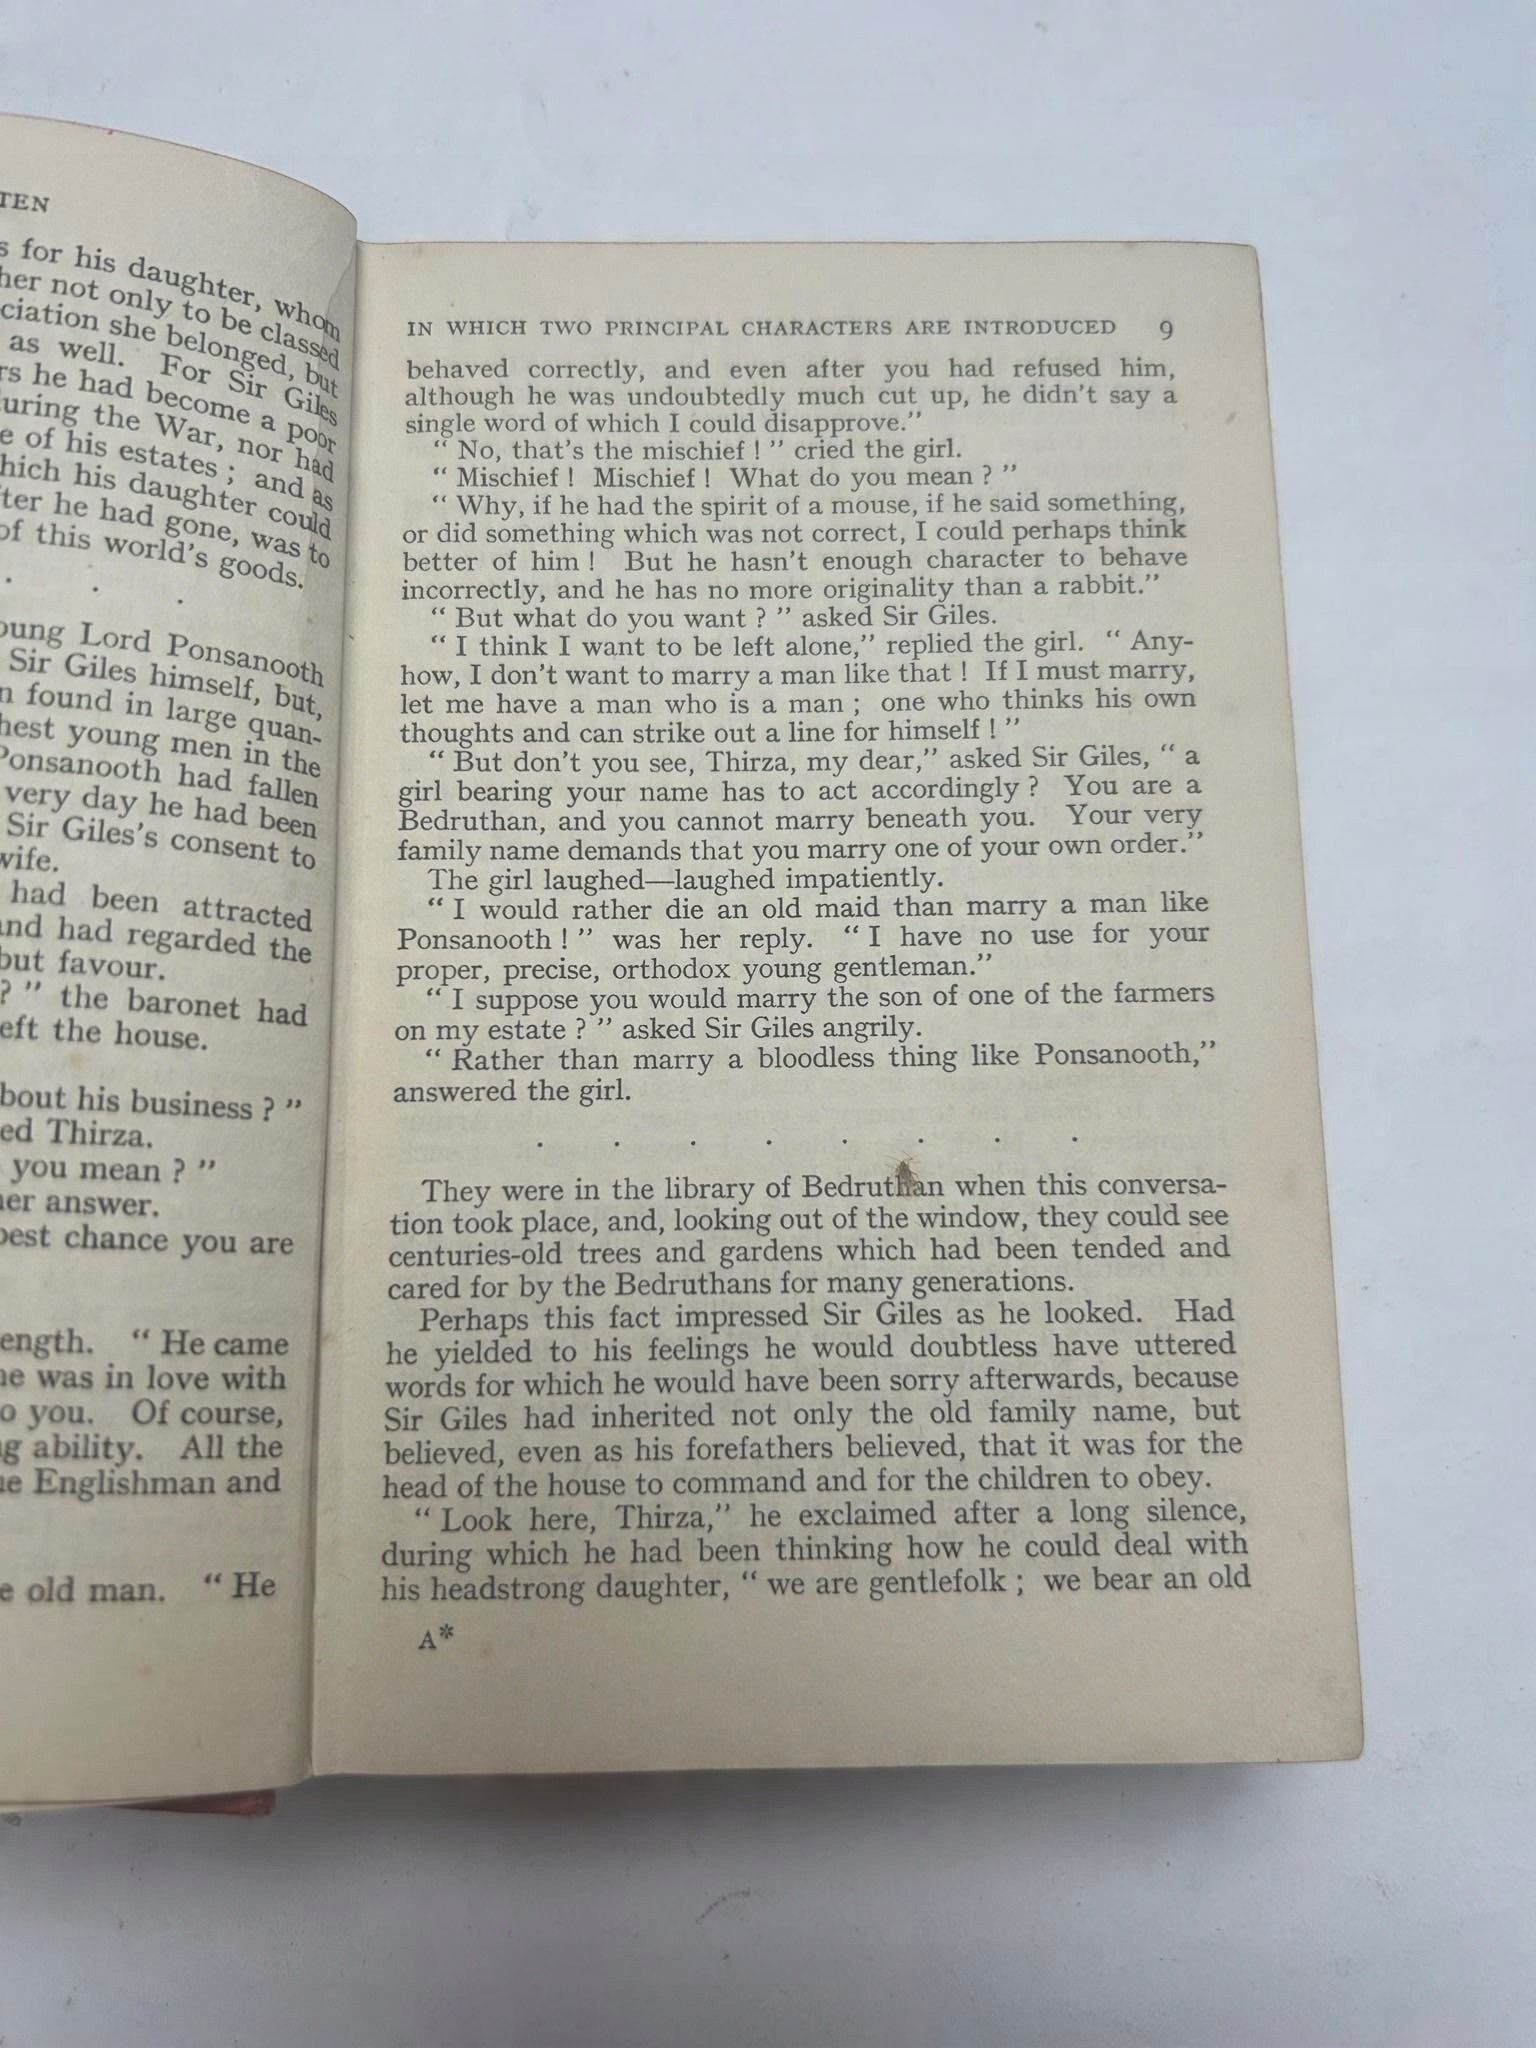 TEN
s for his daughter, whom
her not only to be classed
ciation she belonged, but
as well. For Sir Giles
rs he had become a poor
uring the War, nor had
e of his estates ; and as
hich his daughter could
ter he had gone, was to
of this world's goods.
. . .
oung Lord Ponsanooth
Sir Giles himself, but,
n found in large quan-
hest young men in the
Ponsanooth had fallen
very day he had been
Sir Giles's consent to
wife.
had been attracted
and had regarded the
but favour.
? " the baronet had
eft the house.
bout his business ? "
ed Thirza.
you mean ? "
her answer.
best chance you are
ength. " He came
he was in love with
o you. Of course,
g ability. All the
e Englishman and
e old man. " He
IN WHICH TWO PRINCIPAL CHARACTERS ARE INTRODUCED 9
behaved correctly, and even after you had refused him,
although he was undoubtedly much cut up, he didn't say a
single word of which I could disapprove."
" No, that's the mischief ! " cried the girl.
" Mischief ! Mischief ! What do you mean ? "
" Why, if he had the spirit of a mouse, if he said something,
or did something which was not correct, I could perhaps think
better of him ! But he hasn't enough character to behave
incorrectly, and he has no more originality than a rabbit."
" But what do you want ? " asked Sir Giles.
" I think I want to be left alone," replied the girl. " Any-
how, I don't want to marry a man like that ! If I must marry,
let me have a man who is a man ; one who thinks his own
thoughts and can strike out a line for himself ! "
" But don't you see, Thirza, my dear," asked Sir Giles, " a
girl bearing your name has to act accordingly ? You are a
Bedruthan, and you cannot marry beneath you. Your very
family name demands that you marry one of your own order."
The girl laughed—laughed impatiently.
" I would rather die an old maid than marry a man like
Ponsanooth ! " was her reply. " I have no use for your
proper, precise, orthodox young gentleman."
" I suppose you would marry the son of one of the farmers
on my estate ? " asked Sir Giles angrily.
" Rather than marry a bloodless thing like Ponsanooth,"
answered the girl.
. . . . . . . .
They were in the library of Bedruthan when this conversa-
tion took place, and, looking out of the window, they could see
centuries-old trees and gardens which had been tended and
cared for by the Bedruthans for many generations.
Perhaps this fact impressed Sir Giles as he looked. Had
he yielded to his feelings he would doubtless have uttered
words for which he would have been sorry afterwards, because
Sir Giles had inherited not only the old family name, but
believed, even as his forefathers believed, that it was for the
head of the house to command and for the children to obey.
" Look here, Thirza," he exclaimed after a long silence,
during which he had been thinking how he could deal with
his headstrong daughter, " we are gentlefolk ; we bear an old
A*